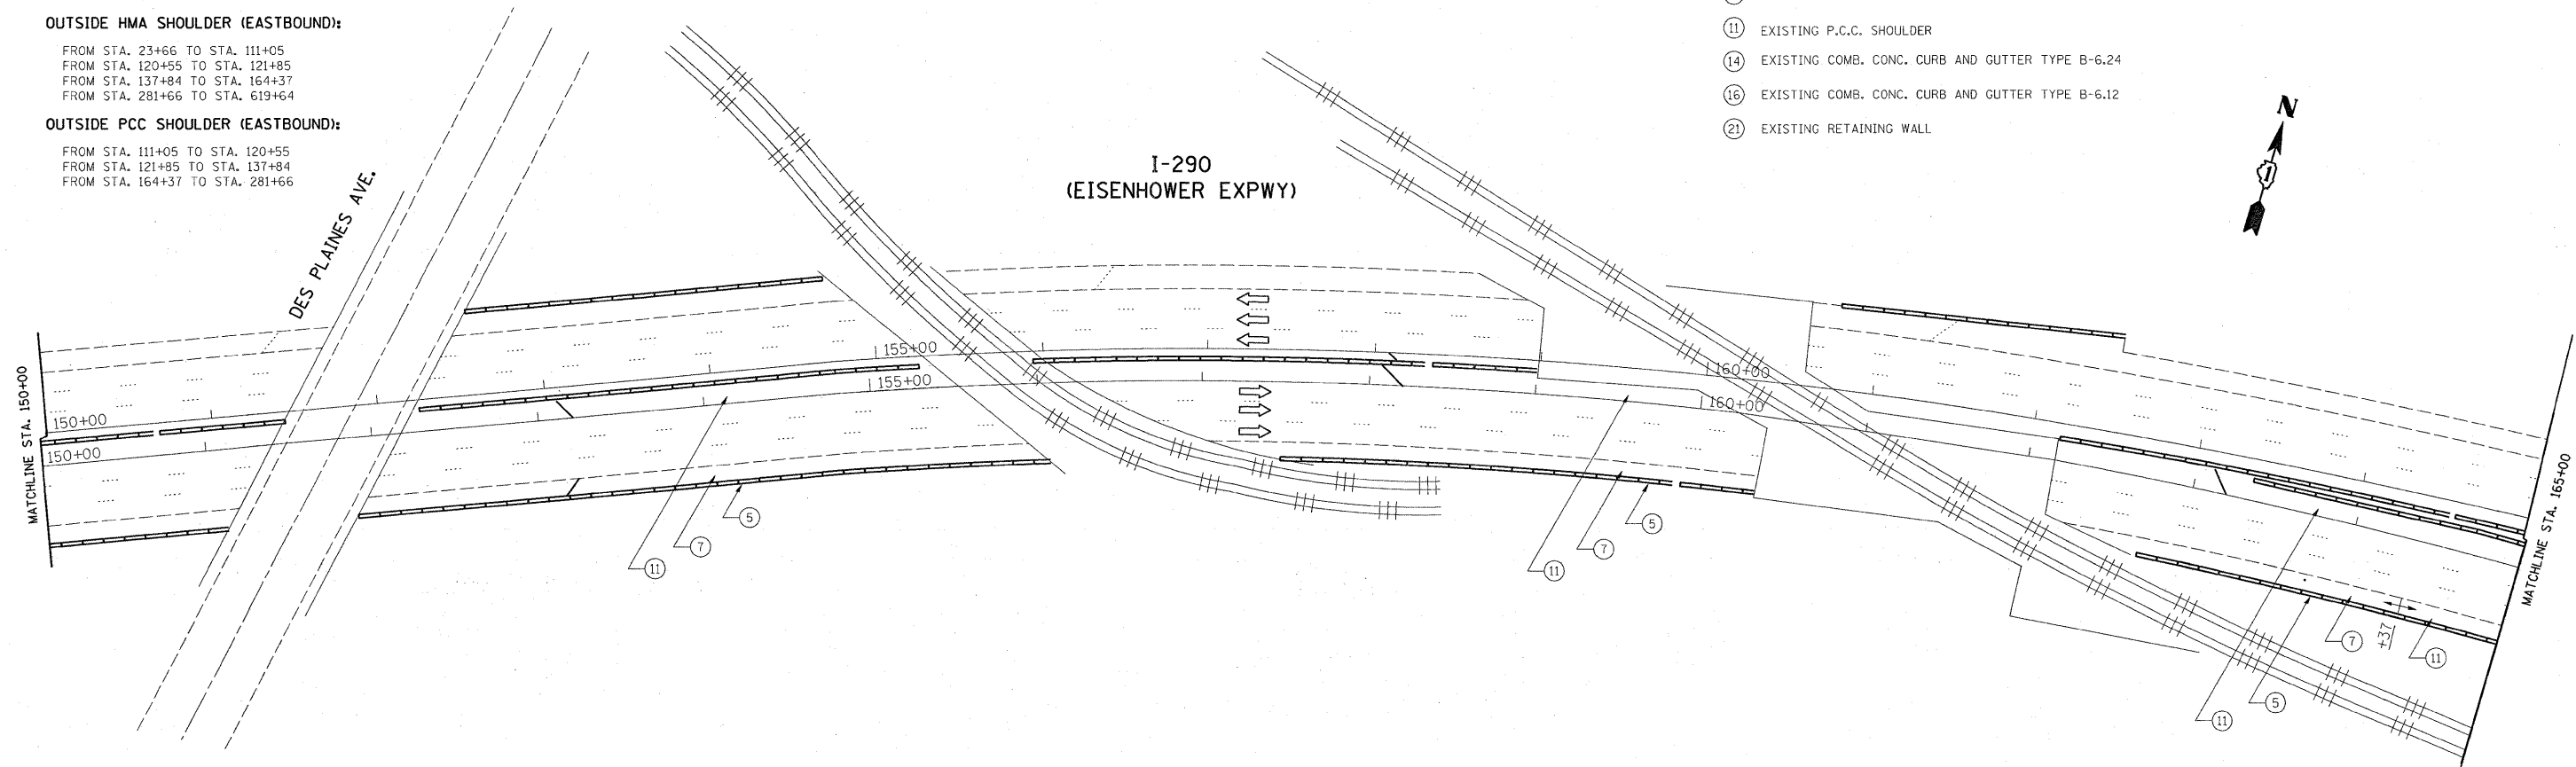 OUTSIDE HMA SHOULDER (EASTBOUND):
FROM STA. 23+66 TO STA. 111+05
FROM STA. 120+55 TO STA. 121+85
FROM STA. 137+84 TO STA. 164+37
FROM STA. 281+66 TO STA. 619+64
OUTSIDE PCC SHOULDER (EASTBOUND):
FROM STA. 111+05 TO STA. 120+55
FROM STA. 121+85 TO STA. 137+84
FROM STA. 164+37 TO STA. 281+66
11 EXISTING P.C.C. SHOULDER
14 EXISTING COMB. CONC. CURB AND GUTTER TYPE B-6.24
16 EXISTING COMB. CONC. CURB AND GUTTER TYPE B-6.12
21 EXISTING RETAINING WALL
N
1
I-290
(EISENHOWER EXPWY)
DES PLAINES AVE.
MATCHLINE STA. 150+00
150+00
150+00
155+00
155+00
160+00
160+00
MATCHLINE STA. 165+00
5
7
11
5
7
11
+37
7
11
5
11